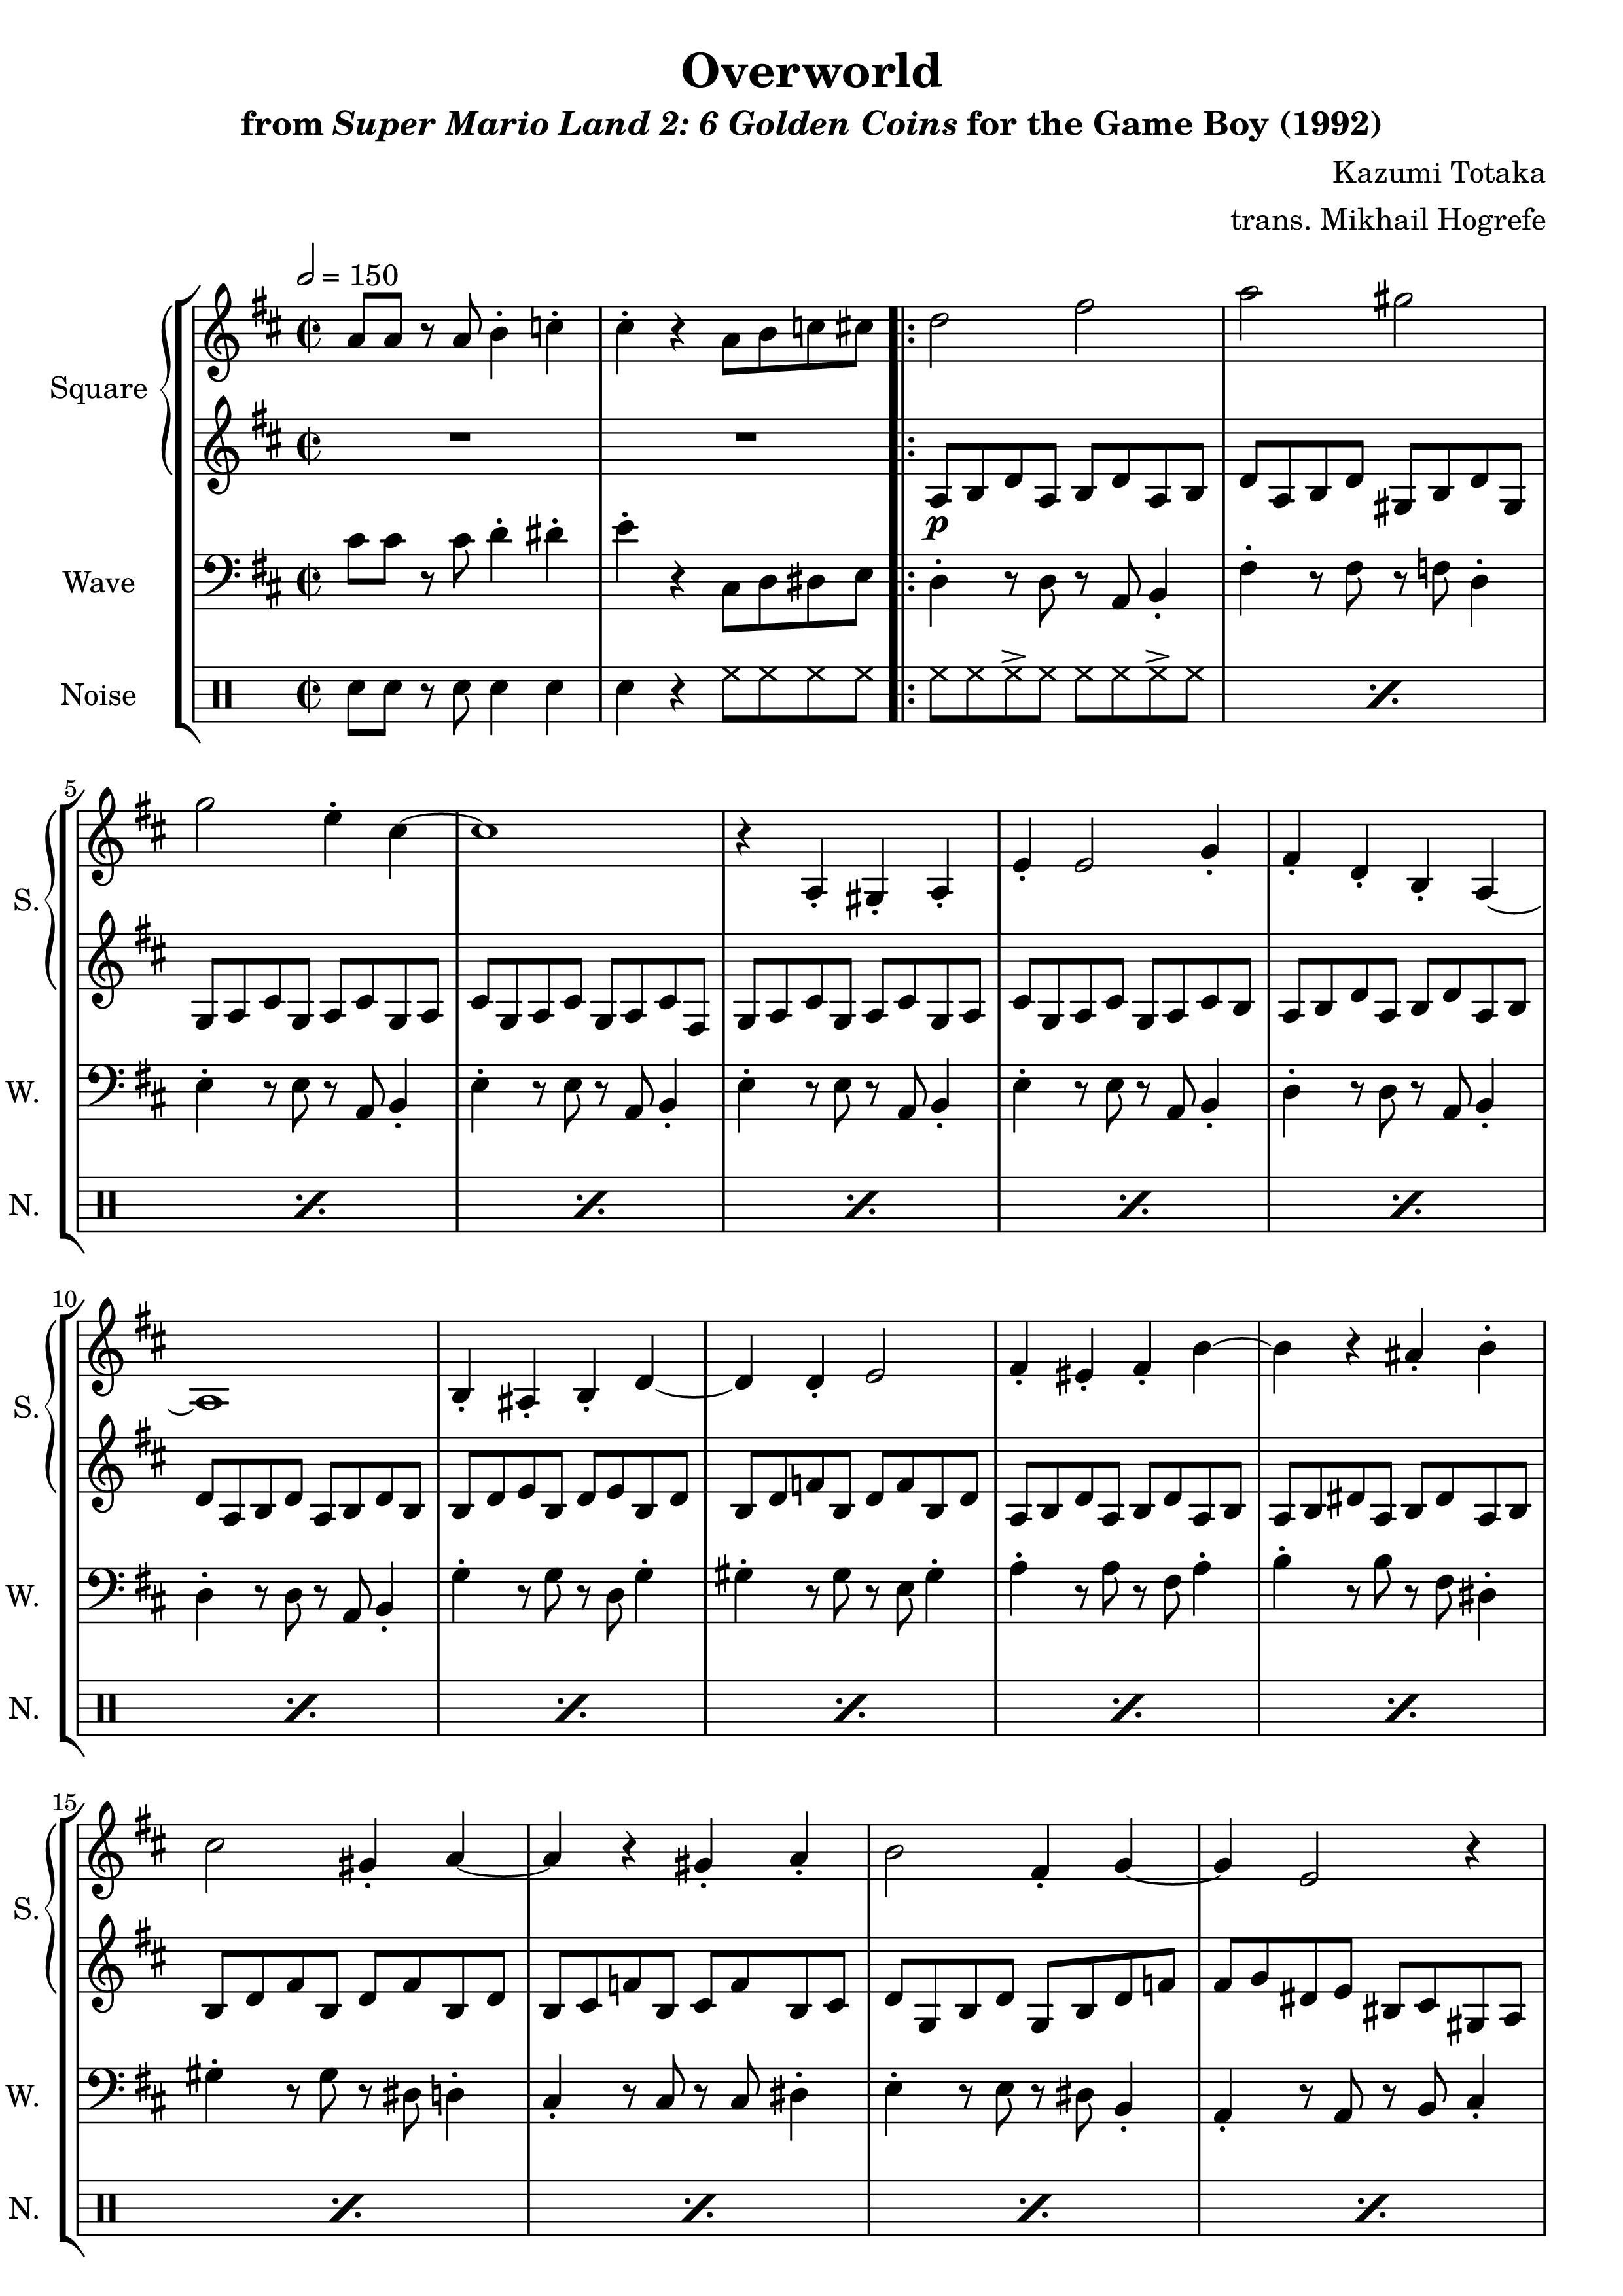 Overworld
from Super Mario Land 2: 6 Golden Coins for the Game Boy (1992)
Kazumi Totaka
trans. Mikhail Hogrefe
= 150
Square
p
Wave
Noise
5
S.
W.
N.
10
S.
W.
N.
15
S.
W.
N.